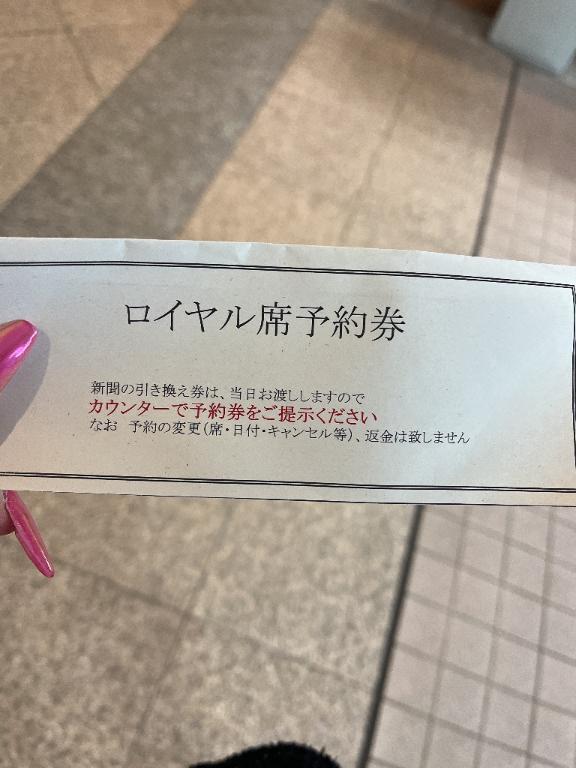 ロイヤル席予約券
新聞の引き換え券は、当日お渡ししますので
カウンターで予約券をご提示ください
なお　予約の変更(席・日付・キャンセル等)、返金は致しません